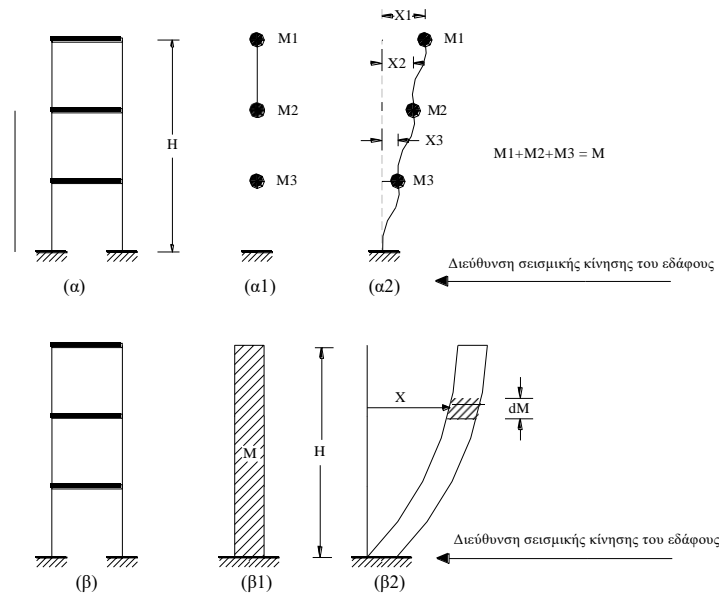 X1
M1
M1
X2
M2
M2
H
X3
M1+M2+M3 = M
M3
M3
Διεύθυνση σεισμικής κίνησης του εδάφους
(α)
(α1)
(α2)
X
dM
H
M
Διεύθυνση σεισμικής κίνησης του εδάφους
(β)
(β1)
(β2)